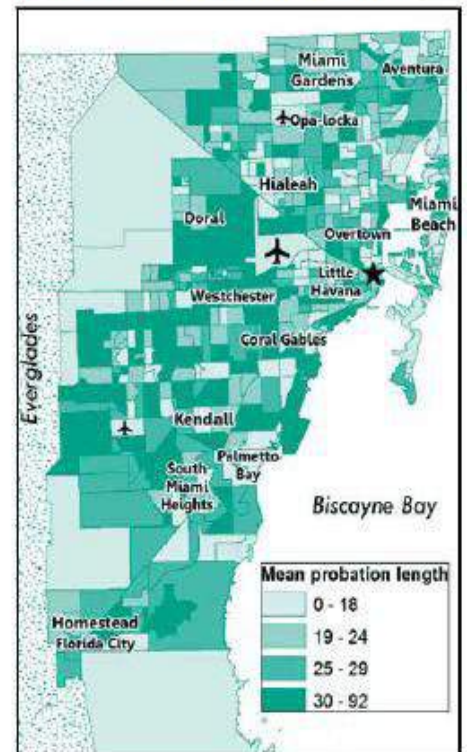 Miami
Gardens
Aventura
Opa-locka
Hialeah
Miami
Beach
Doral
Overtown
Little
Havana
Westchester
Coral Gables
Everglades
Kendall
Palmetto
Bay
South
Miami
Heights
Biscayne Bay
Mean probation length
0 - 18
19 - 24
25 - 29
30 - 92
Homestead
Florida City